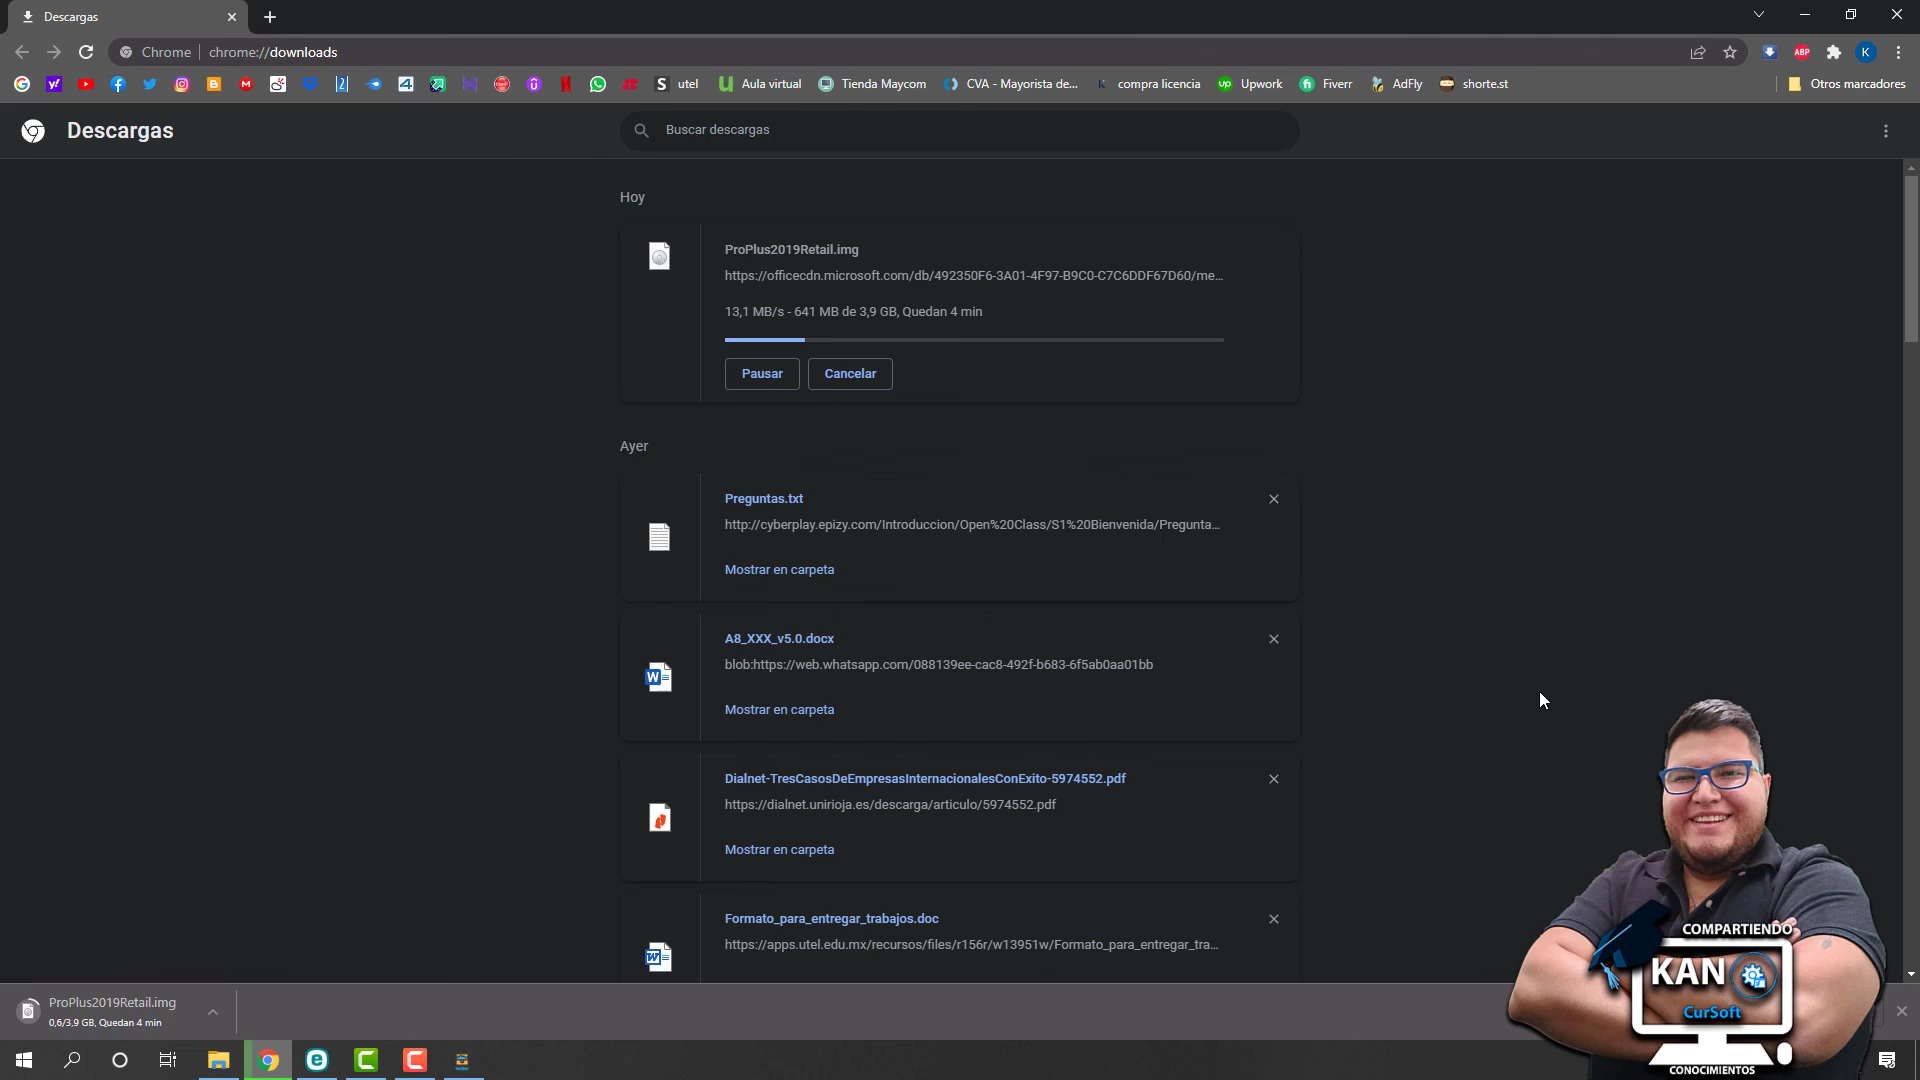 Descargas
Chrome
chrome://downloads
ABP
K
utel
Aula virtual
Tienda Maycom
CVA - Mayorista de...
compra licencia
Upwork
Fiverr
AdFly
shorte.st
Otros marcadores
Descargas
Buscar descargas
Hoy
ProPlus2019Retail.img
https://officecdn.microsoft.com/db/492350F6-3A01-4F97-B9C0-C7C6DDF67D60/me...
13,1 MB/s - 641 MB de 3,9 GB, Quedan 4 min
Pausar
Cancelar
Ayer
Preguntas.txt
http://cyberplay.epizy.com/Introduccion/Open%20Class/S1%20Bienvenida/Pregunta...
Mostrar en carpeta
A8_XXX_v5.0.docx
blob:https://web.whatsapp.com/088139ee-cac8-492f-b683-6f5ab0aa01bb
Mostrar en carpeta
Dialnet-TresCasosDeEmpresasInternacionalesConExito-5974552.pdf
https://dialnet.unirioja.es/descarga/articulo/5974552.pdf
Mostrar en carpeta
Formato_para_entregar_trabajos.doc
https://apps.utel.edu.mx/recursos/files/r156r/w13951w/Formato_para_entregar_tra...
ProPlus2019Retail.img
0,6/3,9 GB, Quedan 4 min
COMPARTIENDO
KAN
CurSoft
CONOCIMIENTOS